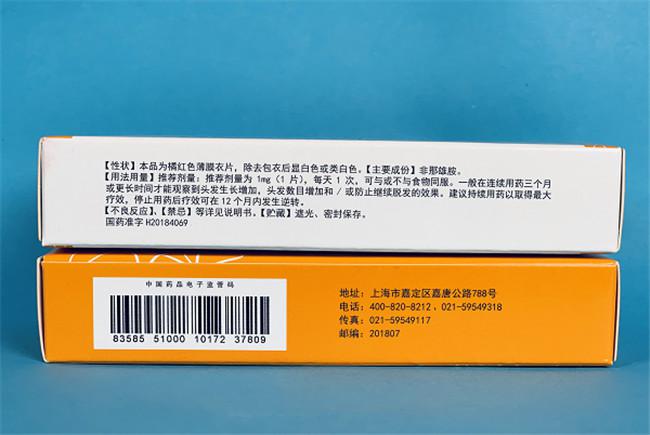 【性状】本品为橘红色薄膜衣片，除去包衣后显白色或类白色。【主要成份】非那雄胺。
【用法用量】推荐剂量：推荐剂量为 1mg（1 片），每天 1 次，可与或不与食物同服。一般在连续用药三个月
或更长时间才能观察到头发生长增加，头发数目增加和 / 或防止继续脱发的效果。建议持续用药以取得最大
疗效，停止用药后疗效可在 12 个月内发生逆转。
【不良反应】、【禁忌】等详见说明书。【贮藏】遮光、密封保存。
国药准字 H20184069
中国药品电子监管码
83585 51000 10172 37809
地址：上海市嘉定区嘉唐公路788号
电话：400-820-8212，021-59549318
传真：021-59549117
邮编：201807